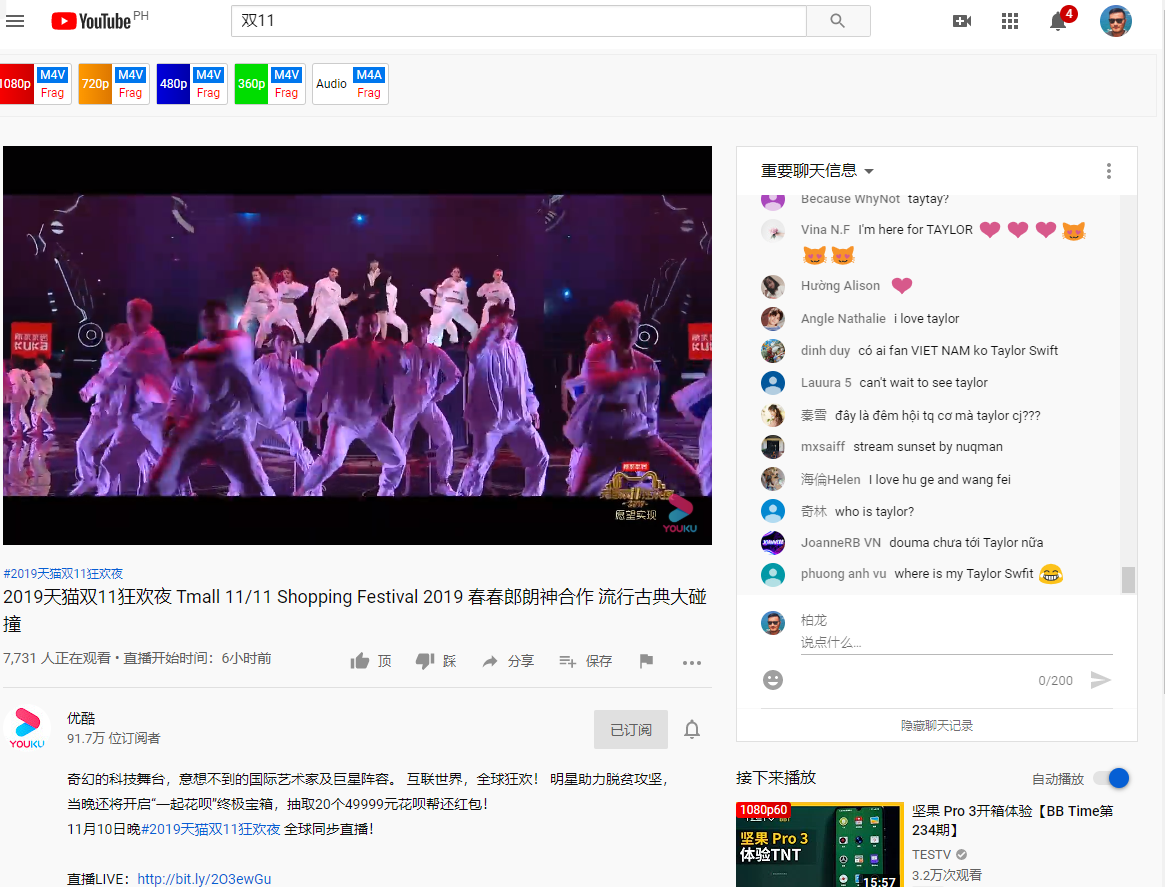 YouTube PH
双11
4
1080p M4V Frag
720p M4V Frag
480p M4V Frag
360p M4V Frag
Audio M4A Frag
KUKa
愿望实现
YOUKU
#2019天猫双11狂欢夜
2019天猫双11狂欢夜 Tmall 11/11 Shopping Festival 2019 春春郎朗神合作 流行古典大碰
撞
7,731 人正在观看 • 直播开始时间：6小时前
顶
踩
分享
保存
YOUKU
优酷
91.7万 位订阅者
已订阅
奇幻的科技舞台，意想不到的国际艺术家及巨星阵容。 互联世界，全球狂欢！ 明星助力脱贫攻坚，
当晚还将开启“一起花呗”终极宝箱，抽取20个49999元花呗帮还红包！
11月10日晚#2019天猫双11狂欢夜 全球同步直播！
直播LIVE：http://bit.ly/2O3ewGu
重要聊天信息
Because WhyNot taytay?
Vina N.F I'm here for TAYLOR
Hường Alison
Angle Nathalie i love taylor
dinh duy có ai fan VIET NAM ko Taylor Swift
Lauura 5 can't wait to see taylor
秦雪 đây là đêm hội tq cơ mà taylor cj???
mxsaiff stream sunset by nuqman
海倫Helen I love hu ge and wang fei
奇林 who is taylor?
JoanneRB VN douma chưa tới Taylor nữa
phuong anh vu where is my Taylor Swfit
柏龙
说点什么...
0/200
隐藏聊天记录
接下来播放
自动播放
1080p60
坚果 Pro 3
体验TNT
15:57
坚果 Pro 3开箱体验【BB Time第
234期】
TESTV
3.2万次观看